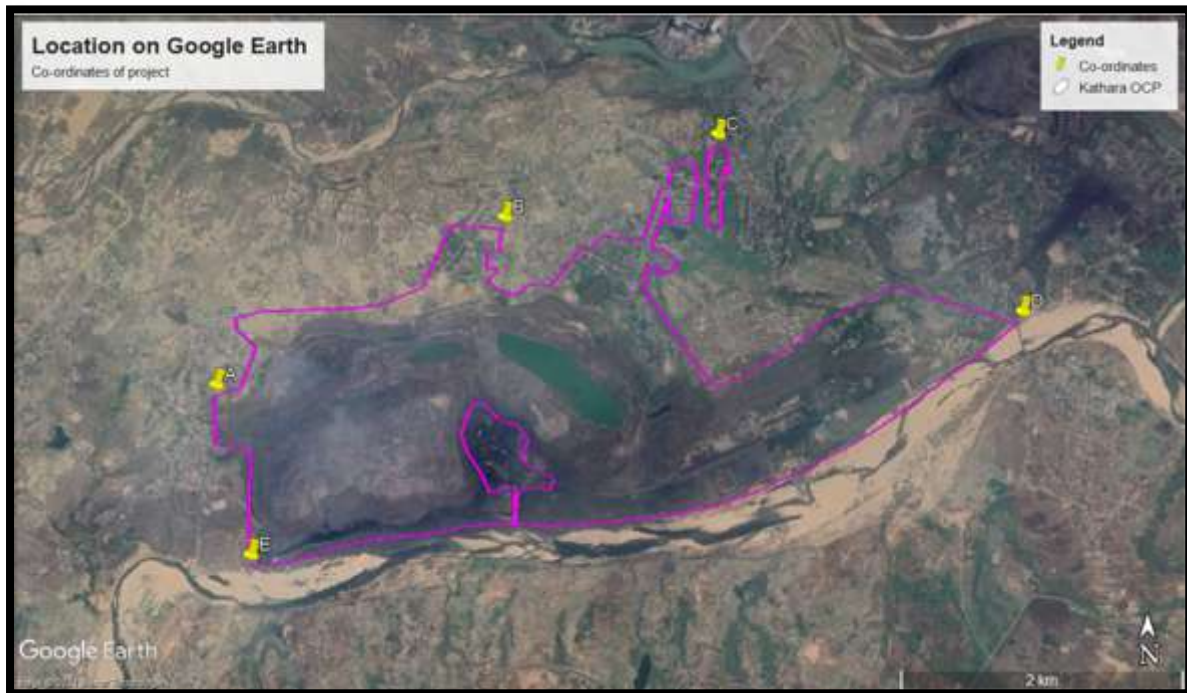 Location on Google Earth
Co-ordinates of project
Legend
Co-ordinates
Kathara OCP
C
B
D
A
E
Google Earth
N
2 km